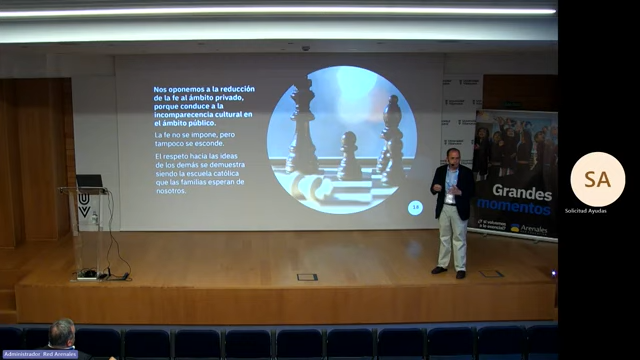 Nos oponemos a la reducción
de la fe al ámbito privado,
porque conduce a la
incomparecencia cultural en
el ámbito público.
La fe no se impone, pero
tampoco se esconde.
El respeto hacia las ideas
de los demás se demuestra
siendo la escuela católica
que las familias esperan de
nosotros.
Grandes
momentos
Arenales
SA
Solicitud Ayudas
Administrador Red Arenales